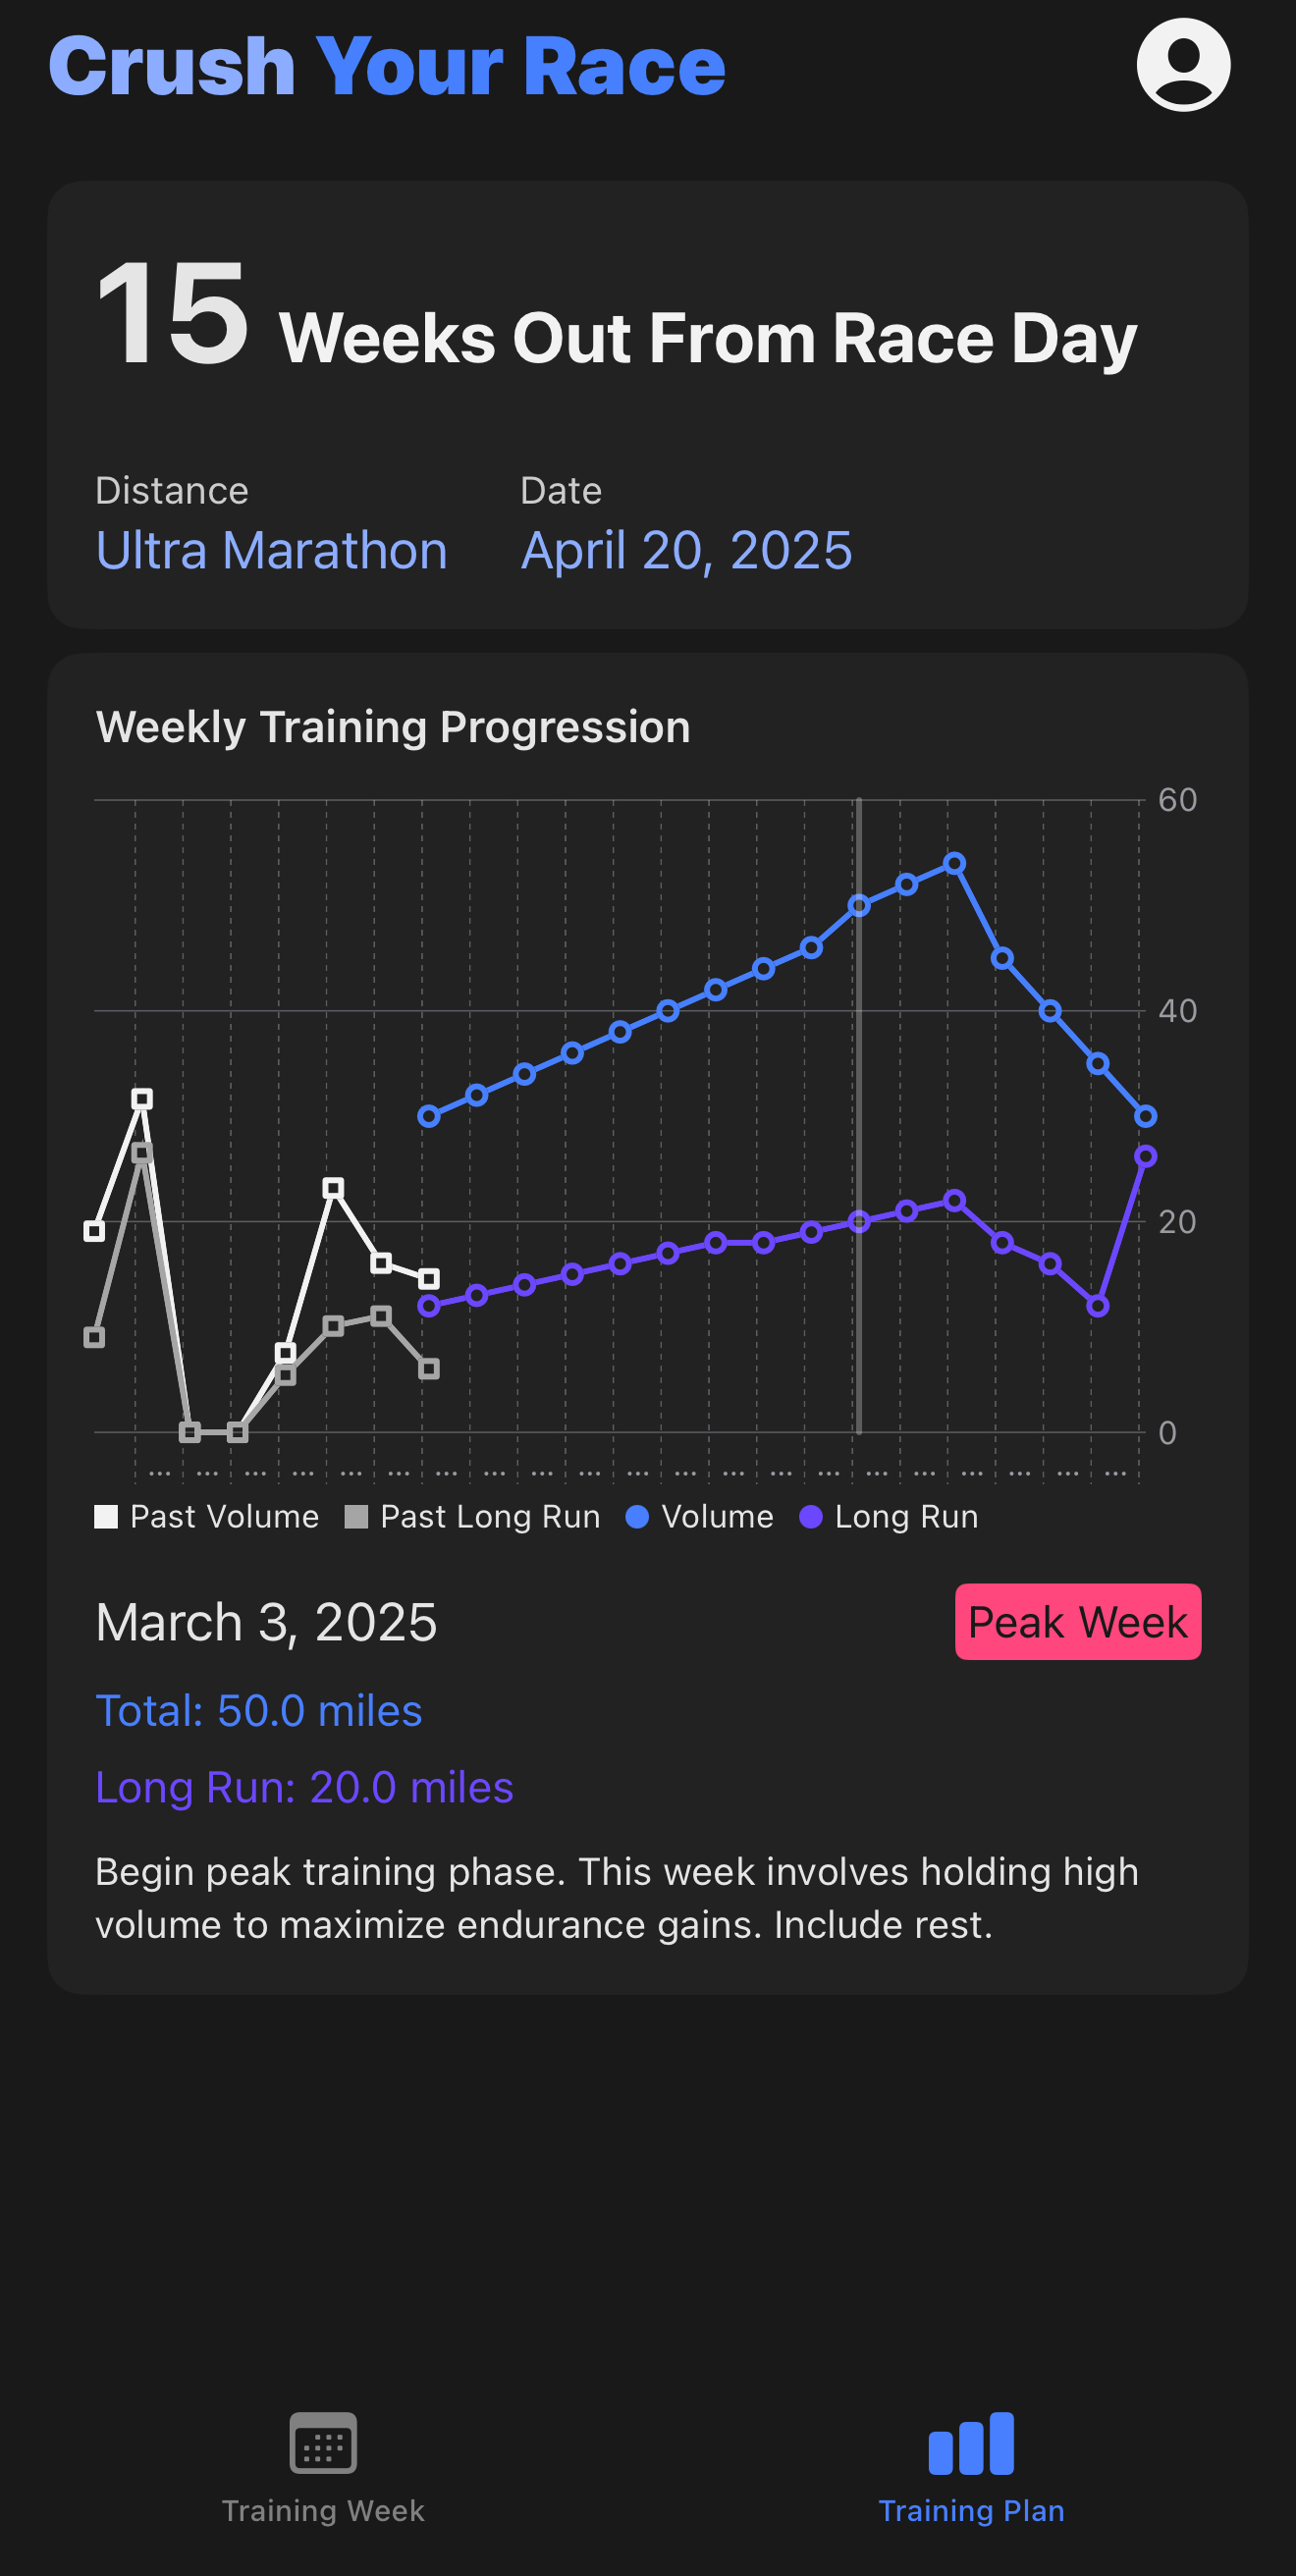 Crush Your Race
15 Weeks Out From Race Day
Distance
Date
Ultra Marathon
April 20, 2025
Weekly Training Progression
60
40
20
0
... ... ... ... ... ... ... ... ... ... ... ... ... ... ... ... ... ... ... ... ...
Past Volume Past Long Run Volume Long Run
March 3, 2025
Peak Week
Total: 50.0 miles
Long Run: 20.0 miles
Begin peak training phase. This week involves holding high
volume to maximize endurance gains. Include rest.
Training Week
Training Plan